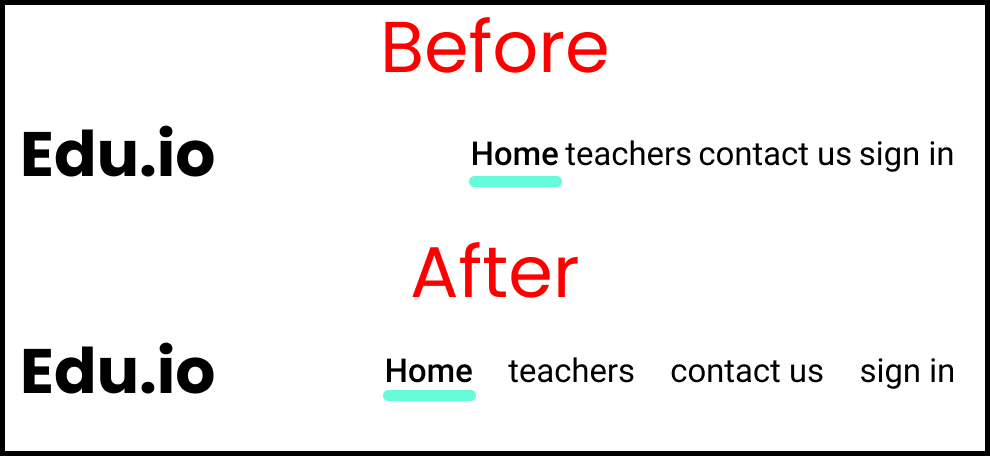 Before
Edu.io Home teachers contact us sign in
After
Edu.io Home teachers contact us sign in